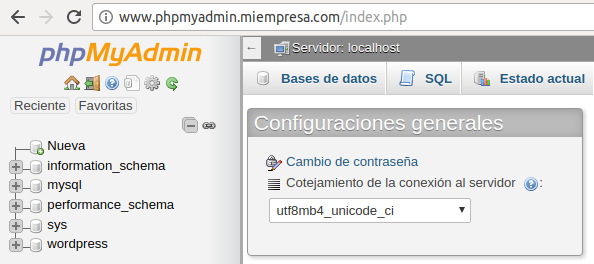 www.phpmyadmin.miempresa.com/index.php
phpMyAdmin
Reciente Favoritas
Nueva
information_schema
mysql
performance_schema
sys
wordpress
Servidor: localhost
Bases de datos SQL Estado actual
Configuraciones generales
Cambio de contraseña
Cotejamiento de la conexión al servidor :
utf8mb4_unicode_ci